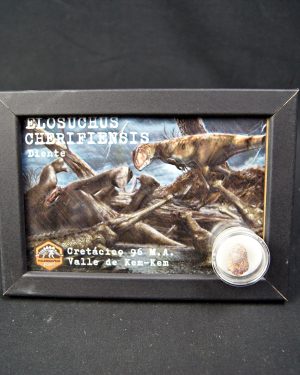 ELOSUCHUS
CHERIFIENSIS
Diente
Cretácico 96 M.A.
Valle de Kem-Kem